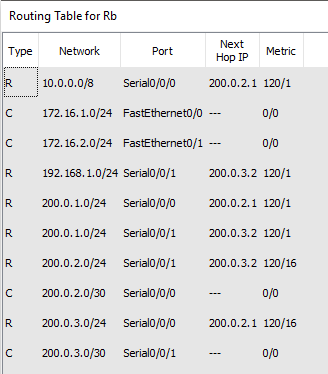 Routing Table for Rb
Type Network Port Next Hop IP Metric
R 10.0.0.0/8 Serial0/0/0 200.0.2.1 120/1
C 172.16.1.0/24 FastEthernet0/0 --- 0/0
C 172.16.2.0/24 FastEthernet0/1 --- 0/0
R 192.168.1.0/24 Serial0/0/1 200.0.3.2 120/1
R 200.0.1.0/24 Serial0/0/0 200.0.2.1 120/1
R 200.0.1.0/24 Serial0/0/1 200.0.3.2 120/1
R 200.0.2.0/24 Serial0/0/1 200.0.3.2 120/16
C 200.0.2.0/30 Serial0/0/0 --- 0/0
R 200.0.3.0/24 Serial0/0/0 200.0.2.1 120/16
C 200.0.3.0/30 Serial0/0/1 --- 0/0